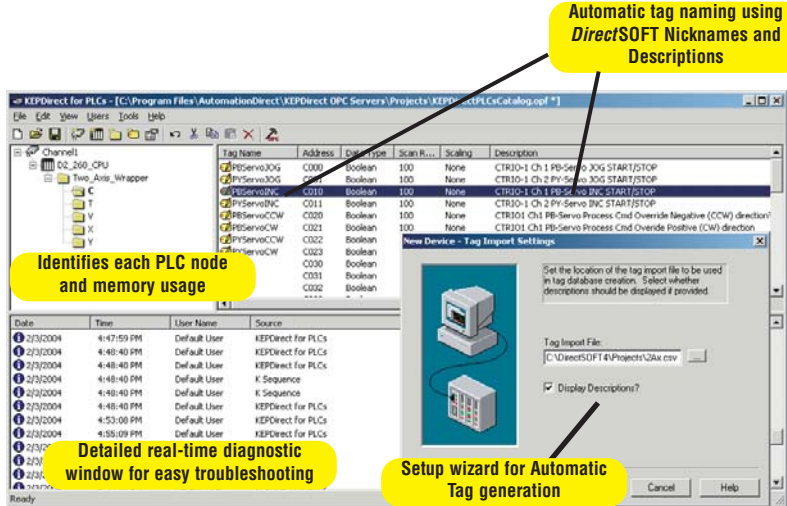 Automatic tag naming using
DirectSOFT Nicknames and
Descriptions
KEPDirect for PLCs - [C:\Program Files\AutomationDirect\KEPDirect OPC Servers\Projects\KEPDirectPLCsCatalog.opf *]
File Edit View Users Tools Help
Channel1
D2_260_CPU
Two_Axis_Wrapper
C
T
V
X
Y
Identifies each PLC node
and memory usage
Tag Name Address Data Type Scan R... Scaling Description
PBServoJOG C000 Boolean 100 None CTRIO-1 Ch 1 PB-Servo JOG START/STOP
PYServoJOG Boolean 100 None CTRIO-1 Ch 2 PY-Servo JOG START/STOP
PBServoINC C010 Boolean 100 None CTRIO-1 Ch 1 PB-Servo INC START/STOP
PYServoINC C011 Boolean 100 None CTRIO-1 Ch 2 PY-Servo INC START/STOP
PBServoCCW C020 Boolean 100 None CTRIO1 Ch1 PB-Servo Process Cmd Override Negative (CCW) direction
PBServoCW C021 Boolean 100 None CTRIO1 Ch1 PB-Servo Process Cmd Overide Positive (CW) direction
PYServoCCW C022 Boolean
PYServoCW C023 Boolean
C030 Boolean
C031 Boolean
C032 Boolean
New Device - Tag Import Settings
Set the location of the tag import file to be used
in tag database creation. Select whether
descriptions should be displayed if provided.
Tag Import File:
C:\DirectSOFT4\Projects\2Ax.csv ...
Display Descriptions?
Cancel Help
Setup wizard for Automatic
Tag generation
Date Time User Name Source
2/3/2004 4:47:59 PM Default User KEPDirect for PLCs
2/3/2004 4:48:40 PM Default User KEPDirect for PLCs
2/3/2004 4:48:40 PM Default User K Sequence
2/3/2004 4:48:40 PM Default User K Sequence
2/3/2004 4:48:40 PM Default User KEPDirect for PLCs
2/3/2004 4:53:08 PM Default User KEPDirect for PLCs
2/3/2004 4:55:09 PM Default User KEPDirect for PLCs
Detailed real-time diagnostic
window for easy troubleshooting
Ready